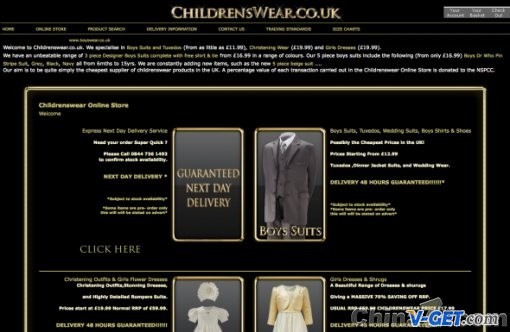 CHILDRENSWEAR.CO.UK
Your Account
Your Basket
Check Out
HOME
ONLINE STORE
PRODUCT SEARCH
DELIVERY INFORMATION
CONTACT US
TRADING STANDARDS
SIZE CHARTS
www.boyswear.co.uk
Welcome to Childrenswear.co.uk. We specialise in Boys Suits and Tuxedos (from as little as £11.99), Christening Wear (£19.99) and Girls Dresses (£19.99).
We have an unbeatable range of 3 piece Designer Boys Suits complete with free shirt & tie from £16.99 in a range of colours. Our 5 piece boys suits include the following (from only £16.99) Boys Or Whs Pin
Stripe Suit, Grey, Black, Navy all from 6mths to 15yrs. We are constantly adding new items, such as the new 5 piece beige suit ....
Our aim is to be quite simply the cheapest supplier of childrenswear products in the UK. A percentage value of each transaction carried out in the Childrenswear Online Store is donated to the NSPCC.
Childrenswear Online Store
Welcome
Express Next Day Delivery Service
Need your order Super Quick ?
Please Call 0844 736 1403
to confirm stock availability.
NEXT DAY DELIVERY *
*Subject to stock availability*
*Some items are pre- order only
this will will be stated on advert*
CLICK HERE
GUARANTEED
NEXT DAY
DELIVERY
BOYS SUITS
Boys Suits, Tuxedos, Wedding Suits, Boys Shirts & Shoes
Possibly the Cheapest Prices in the UK!
Prices Starting From £12.99
Tuxedos ,Dinner Jacket Suits, and Wedding Wear.
DELIVERY 48 HOURS GUARANTEED!!!!!!*
*Subject to stock availability*
*Some items are pre- order only
this will will be stated on advert*
Christening Outfits & Girls Flower Dresses
Christening Outfits,Stunning Dresses,
and Highly Detailed Rompers Suits.
Prices start at £19.99 Normal RRP of £59.99.
DELIVERY 48 HOURS GUARANTEED!!!!
Girls Dresses & Shrugs
A Beautiful Range of Dresses & shrugs
Giving a MASSIVE 70% SAVING OFF RRP.
CHILDRENSWEAR PRICE £17.99
DELIVERY 48 HOURS GUARANTEED
V-GET.com